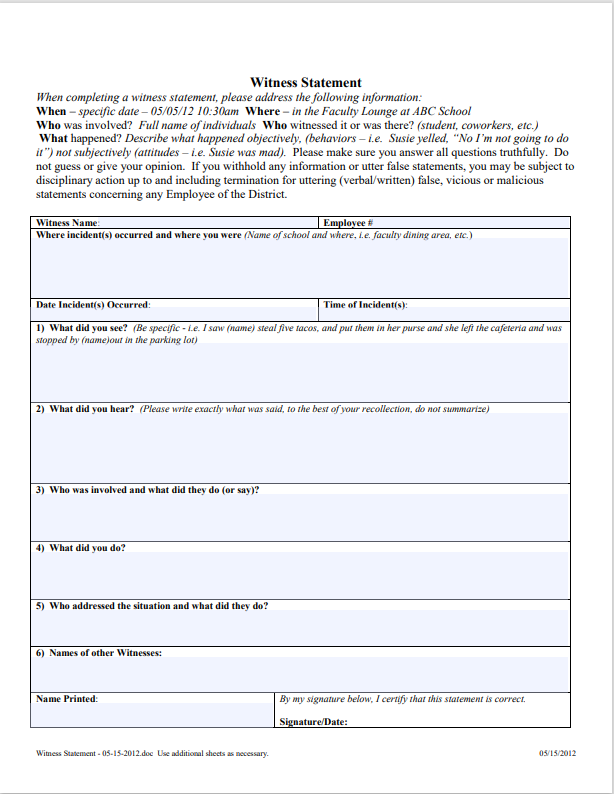 Witness Statement
When completing a witness statement, please address the following information:
When – specific date – 05/05/12 10:30am Where – in the Faculty Lounge at ABC School
Who was involved? Full name of individuals Who witnessed it or was there? (student, coworkers, etc.)
What happened? Describe what happened objectively, (behaviors – i.e. Susie yelled, “No I’m not going to do
it”) not subjectively (attitudes – i.e. Susie was mad). Please make sure you answer all questions truthfully. Do
not guess or give your opinion. If you withhold any information or utter false statements, you may be subject to
disciplinary action up to and including termination for uttering (verbal/written) false, vicious or malicious
statements concerning any Employee of the District.
Witness Name: Employee #
Where incident(s) occurred and where you were (Name of school and where, i.e. faculty dining area, etc.)
Date Incident(s) Occurred: Time of Incident(s):
1) What did you see? (Be specific - i.e. I saw (name) steal five tacos, and put them in her purse and she left the cafeteria and was
stopped by (name)out in the parking lot)
2) What did you hear? (Please write exactly what was said, to the best of your recollection, do not summarize)
3) Who was involved and what did they do (or say)?
4) What did you do?
5) Who addressed the situation and what did they do?
6) Names of other Witnesses:
Name Printed: By my signature below, I certify that this statement is correct.
Signature/Date:
Witness Statement - 05-15-2012.doc Use additional sheets as necessary. 05/15/2012